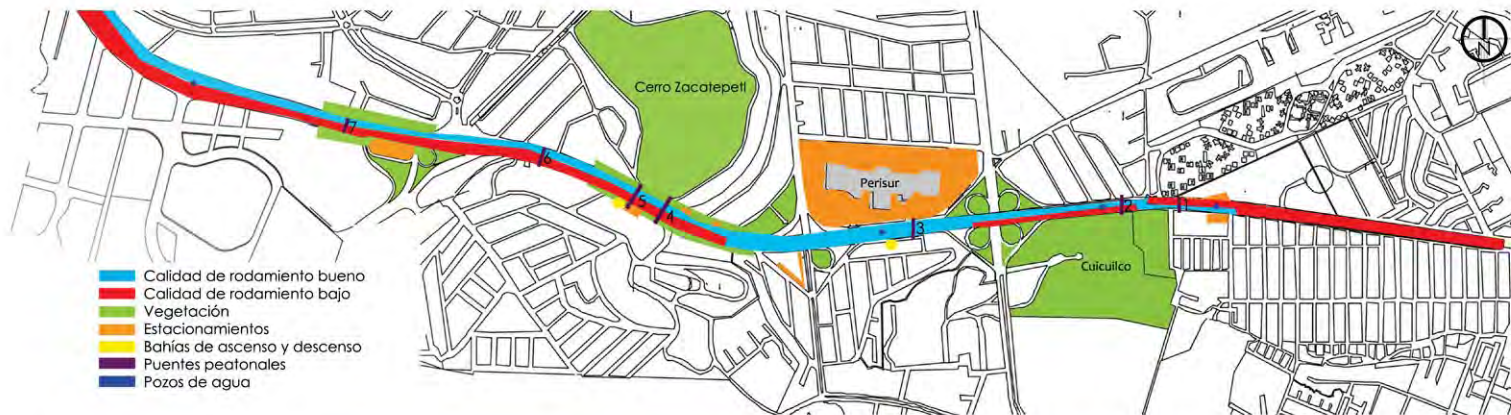 N
Cerro Zacatepetl
Perisur
7
6
5
4
3
2
1
Cuicuilco
Calidad de rodamiento bueno
Calidad de rodamiento bajo
Vegetación
Estacionamientos
Bahías de ascenso y descenso
Puentes peatonales
Pozos de agua